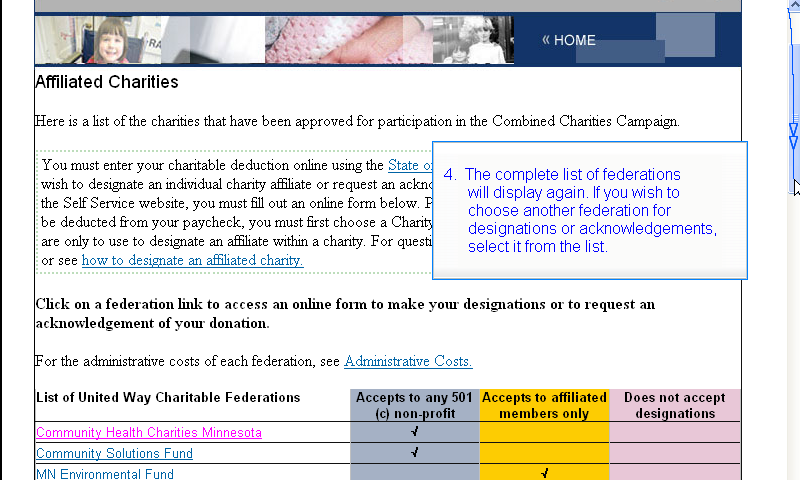 RA
« HOME
Affiliated Charities
Here is a list of the charities that have been approved for participation in the Combined Charities Campaign.
You must enter your charitable deduction online using the State o
wish to designate an individual charity affiliate or request an ackno
the Self Service website, you must fill out an online form below. P
be deducted from your paycheck, you must first choose a Charity
are only to use to designate an affiliate within a charity. For questi
or see how to designate an affiliated charity.
4. The complete list of federations
will display again. If you wish to
choose another federation for
designations or acknowledgements,
select it from the list.
Click on a federation link to access an online form to make your designations or to request an
acknowledgement of your donation.
For the administrative costs of each federation, see Administrative Costs.
List of United Way Charitable Federations
Accepts to any 501
(c) non-profit
Accepts to affiliated
members only
Does not accept
designations
Community Health Charities Minnesota √
Community Solutions Fund √
MN Environmental Fund √